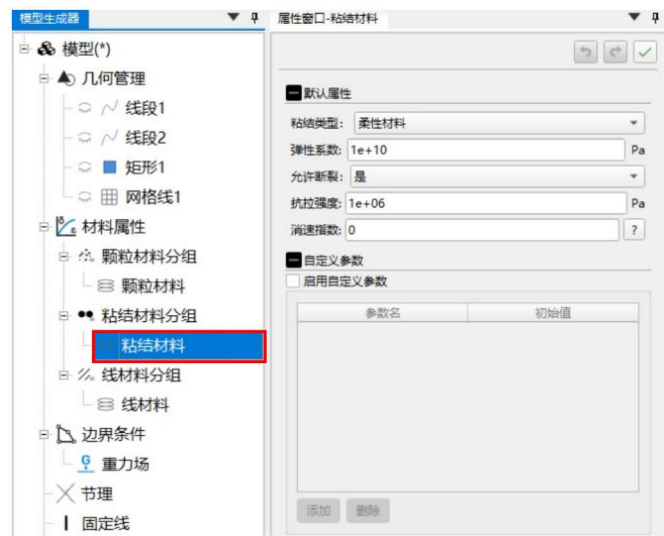 模型生成器
模型(*)
几何管理
线段1
线段2
矩形1
网格线1
材料属性
颗粒材料分组
颗粒材料
粘结材料分组
粘结材料
线材料分组
线材料
边界条件
G 重力场
节理
固定线
属性窗口-粘结材料
默认属性
粘结类型: 柔性材料
弹性系数: 1e+10 Pa
允许断裂: 是
抗拉强度: 1e+06 Pa
消速指数: 0 ?
自定义参数
启用自定义参数
参数名 初始值
添加 删除